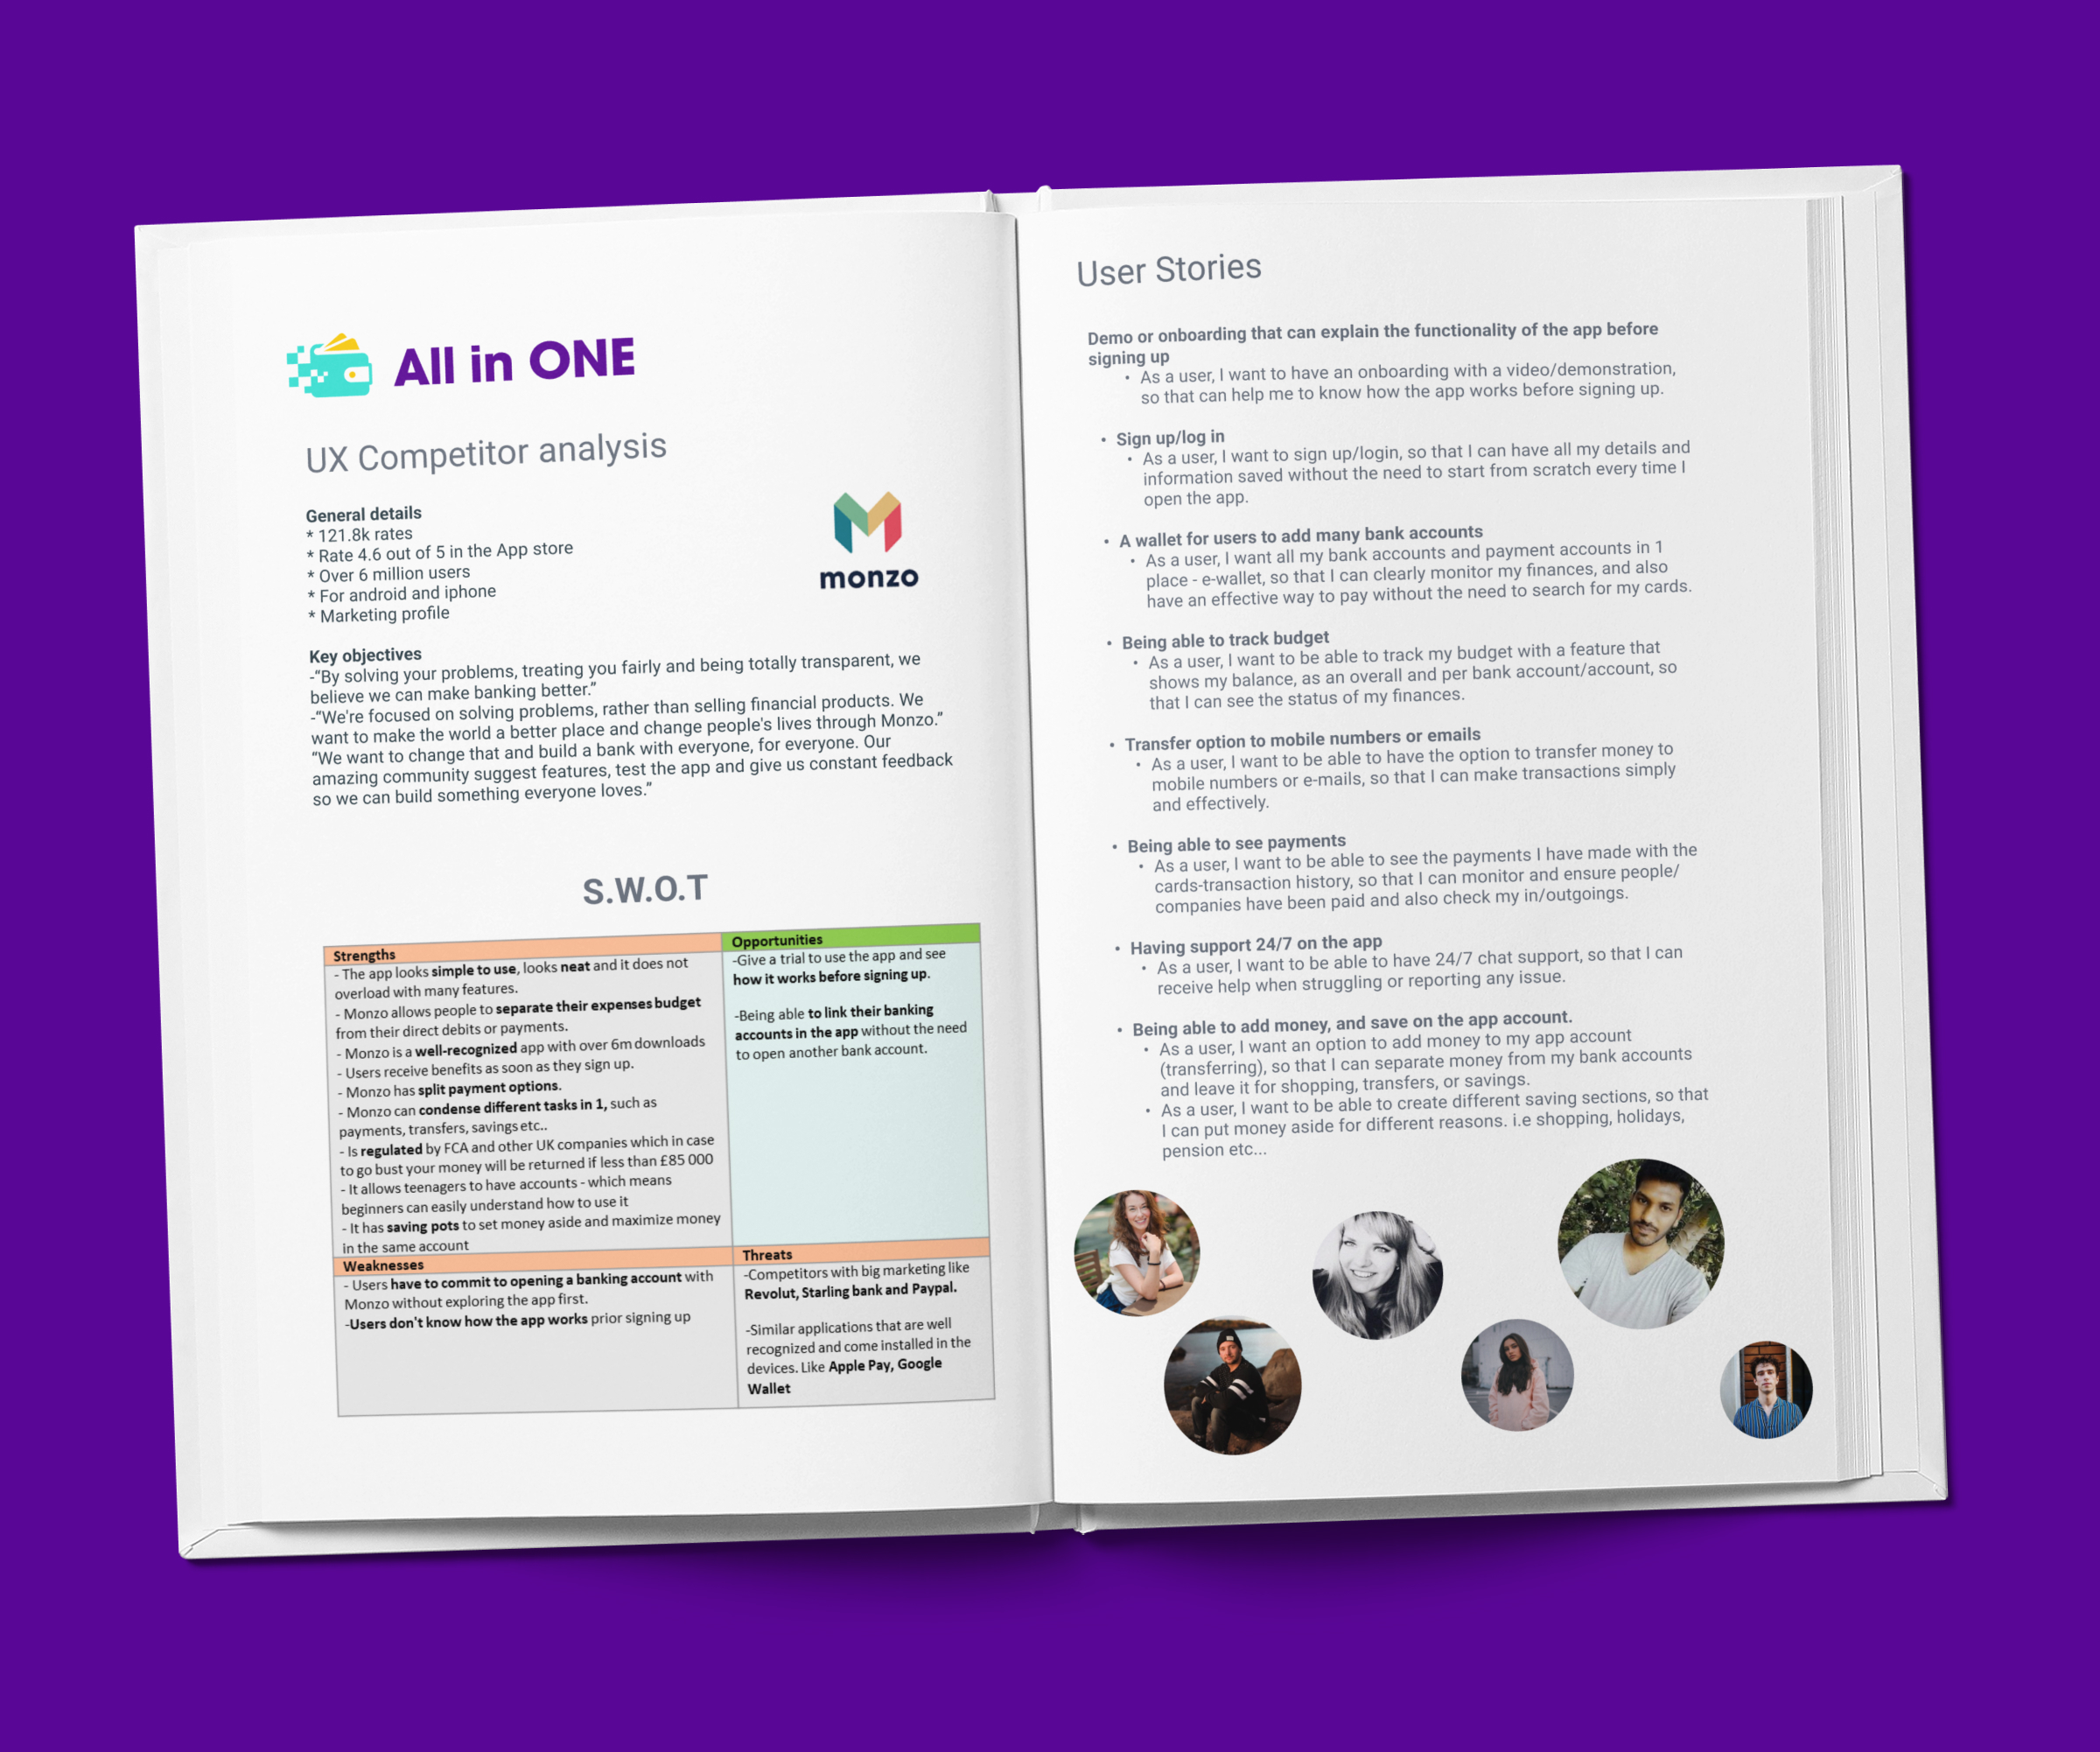 All in ONE
UX Competitor analysis
General details
* 121.8k rates
* Rate 4.6 out of 5 in the App store
* Over 6 million users
* For android and iphone
* Marketing profile
monzo
Key objectives
-“By solving your problems, treating you fairly and being totally transparent, we
believe we can make banking better.”
-“We're focused on solving problems, rather than selling financial products. We
want to make the world a better place and change people's lives through Monzo.”
“We want to change that and build a bank with everyone, for everyone. Our
amazing community suggest features, test the app and give us constant feedback
so we can build something everyone loves.”
S.W.O.T
Strengths
- The app looks simple to use, looks neat and it does not
overload with many features.
- Monzo allows people to separate their expenses budget
from their direct debits or payments.
- Monzo is a well-recognized app with over 6m downloads
- Users receive benefits as soon as they sign up.
- Monzo has split payment options.
- Monzo can condense different tasks in 1, such as
payments, transfers, savings etc..
- Is regulated by FCA and other UK companies which in case
to go bust your money will be returned if less than £85 000
- It allows teenagers to have accounts - which means
beginners can easily understand how to use it
- It has saving pots to set money aside and maximize money
in the same account
Opportunities
-Give a trial to use the app and see
how it works before signing up.
-Being able to link their banking
accounts in the app without the need
to open another bank account.
Weaknesses
- Users have to commit to opening a banking account with
Monzo without exploring the app first.
-Users don't know how the app works prior signing up
Threats
-Competitors with big marketing like
Revolut, Starling bank and Paypal.
-Similar applications that are well
recognized and come installed in the
devices. Like Apple Pay, Google
Wallet
User Stories
Demo or onboarding that can explain the functionality of the app before
signing up
• As a user, I want to have an onboarding with a video/demonstration,
so that can help me to know how the app works before signing up.
• Sign up/log in
• As a user, I want to sign up/login, so that I can have all my details and
information saved without the need to start from scratch every time I
open the app.
• A wallet for users to add many bank accounts
• As a user, I want all my bank accounts and payment accounts in 1
place - e-wallet, so that I can clearly monitor my finances, and also
have an effective way to pay without the need to search for my cards.
• Being able to track budget
• As a user, I want to be able to track my budget with a feature that
shows my balance, as an overall and per bank account/account, so
that I can see the status of my finances.
• Transfer option to mobile numbers or emails
• As a user, I want to be able to have the option to transfer money to
mobile numbers or e-mails, so that I can make transactions simply
and effectively.
• Being able to see payments
• As a user, I want to be able to see the payments I have made with the
cards-transaction history, so that I can monitor and ensure people/
companies have been paid and also check my in/outgoings.
• Having support 24/7 on the app
• As a user, I want to be able to have 24/7 chat support, so that I can
receive help when struggling or reporting any issue.
• Being able to add money, and save on the app account.
• As a user, I want an option to add money to my app account
(transferring), so that I can separate money from my bank accounts
and leave it for shopping, transfers, or savings.
• As a user, I want to be able to create different saving sections, so that
I can put money aside for different reasons. i.e shopping, holidays,
pension etc...